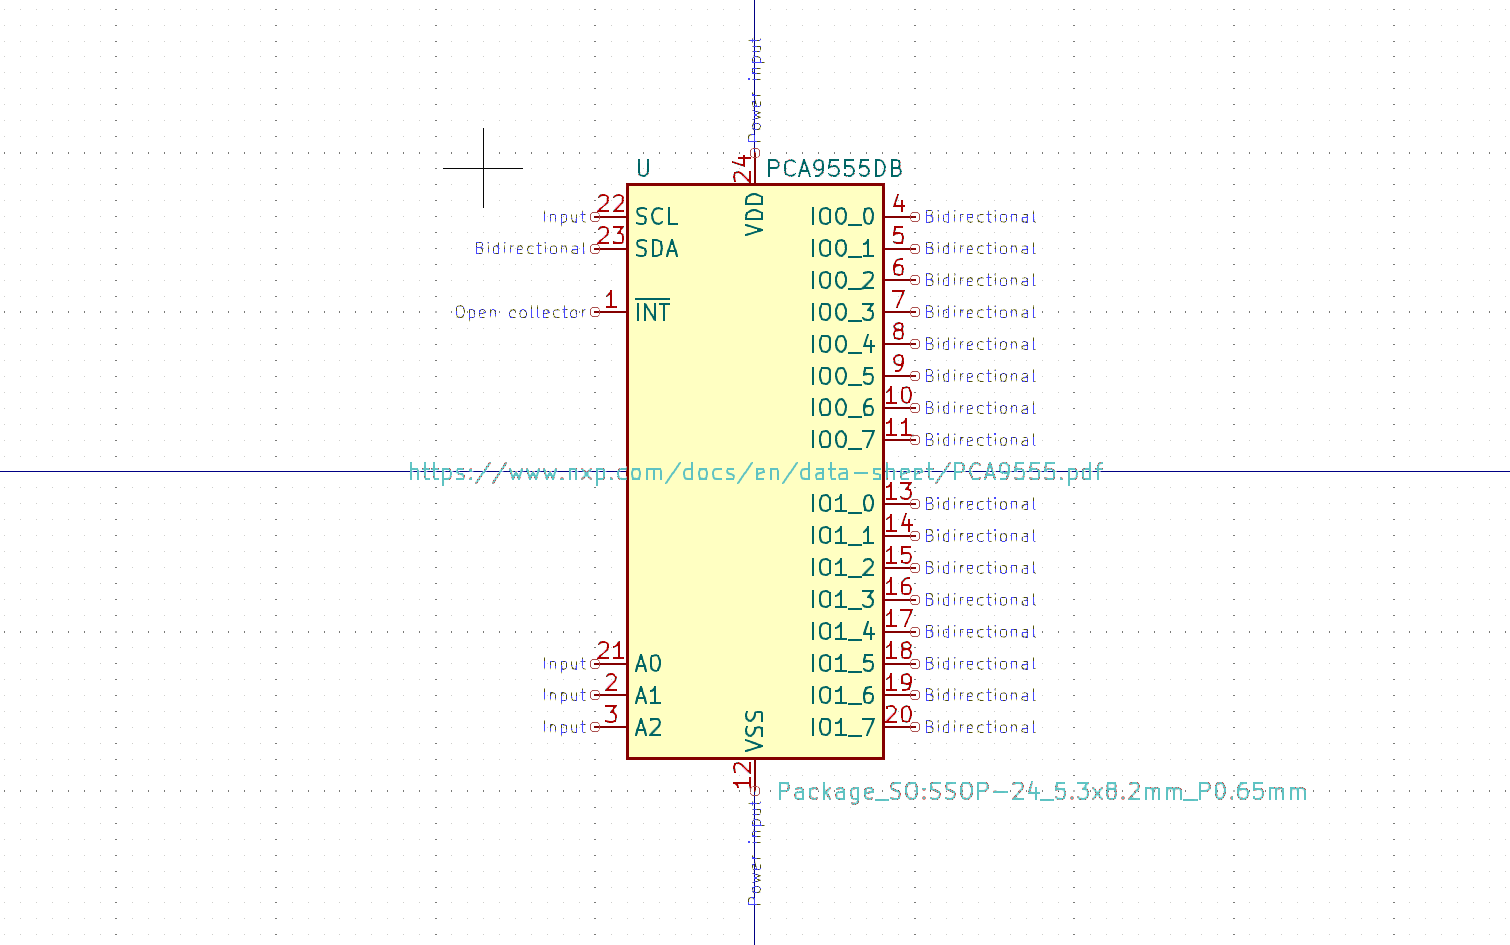 Power input
24
U PCA9555DB
VDD
Input 22 SCL IO0_0 4 Bidirectional
Bidirectional 23 SDA IO0_1 5 Bidirectional
IO0_2 6 Bidirectional
Open collector 1 INT IO0_3 7 Bidirectional
IO0_4 8 Bidirectional
IO0_5 9 Bidirectional
IO0_6 10 Bidirectional
IO0_7 11 Bidirectional
https://www.nxp.com/docs/en/data-sheet/PCA9555.pdf
IO1_0 13 Bidirectional
IO1_1 14 Bidirectional
IO1_2 15 Bidirectional
IO1_3 16 Bidirectional
IO1_4 17 Bidirectional
Input 21 A0 IO1_5 18 Bidirectional
Input 2 A1 IO1_6 19 Bidirectional
Input 3 A2 IO1_7 20 Bidirectional
VSS
12
Package_SO:SSOP-24_5.3x8.2mm_P0.65mm
Power input